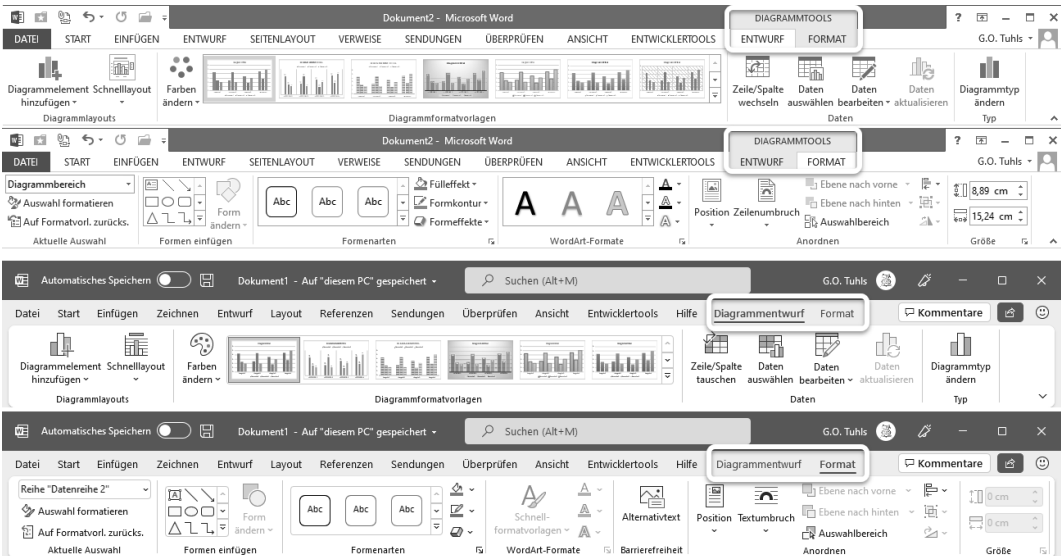 Dokument2 - Microsoft Word
DIAGRAMMTOOLS
?
DATEI START EINFÜGEN ENTWURF SEITENLAYOUT VERWEISE SENDUNGEN ÜBERPRÜFEN ANSICHT ENTWICKLERTOOLS ENTWURF FORMAT G.O. Tuhls
Diagrammelement hinzufügen
Schnelllayout
Farben ändern
Zeile/Spalte wechseln
Daten auswählen
Daten bearbeiten
Daten aktualisieren
Diagrammtyp ändern
Diagrammlayouts Diagrammformatvorlagen Daten Typ
Dokument2 - Microsoft Word
DIAGRAMMTOOLS
?
DATEI START EINFÜGEN ENTWURF SEITENLAYOUT VERWEISE SENDUNGEN ÜBERPRÜFEN ANSICHT ENTWICKLERTOOLS ENTWURF FORMAT G.O. Tuhls
Diagrammbereich
Auswahl formatieren
Auf Formatvorl. zurücks.
Form ändern
Abc Abc Abc
Fülleffekt
Formkontur
Formeffekte
A A A
A
A
A
Position
Zeilenumbruch
Ebene nach vorne
Ebene nach hinten
Auswahlbereich
8,89 cm
15,24 cm
Aktuelle Auswahl Formen einfügen Formenarten WordArt-Formate Anordnen Größe
Automatisches Speichern Dokument1 - Auf "diesem PC" gespeichert Suchen (Alt+M) G.O. Tuhls
Datei Start Einfügen Zeichnen Entwurf Layout Referenzen Sendungen Überprüfen Ansicht Entwicklertools Hilfe Diagrammentwurf Format Kommentare
Diagrammelement hinzufügen
Schnelllayout
Farben ändern
Zeile/Spalte tauschen
Daten auswählen
Daten bearbeiten
Daten aktualisieren
Diagrammtyp ändern
Diagrammlayouts Diagrammformatvorlagen Daten Typ
Automatisches Speichern Dokument1 - Auf "diesem PC" gespeichert Suchen (Alt+M) G.O. Tuhls
Datei Start Einfügen Zeichnen Entwurf Layout Referenzen Sendungen Überprüfen Ansicht Entwicklertools Hilfe Diagrammentwurf Format Kommentare
Reihe "Datenreihe 2"
Auswahl formatieren
Auf Formatvorl. zurücks.
Form ändern
Abc Abc Abc
Schnell-
formatvorlagen
A
A
Alternativtext
Position
Textumbruch
Ebene nach vorne
Ebene nach hinten
Auswahlbereich
0 cm
0 cm
Aktuelle Auswahl Formen einfügen Formenarten WordArt-Formate Barrierefreiheit Anordnen Größe